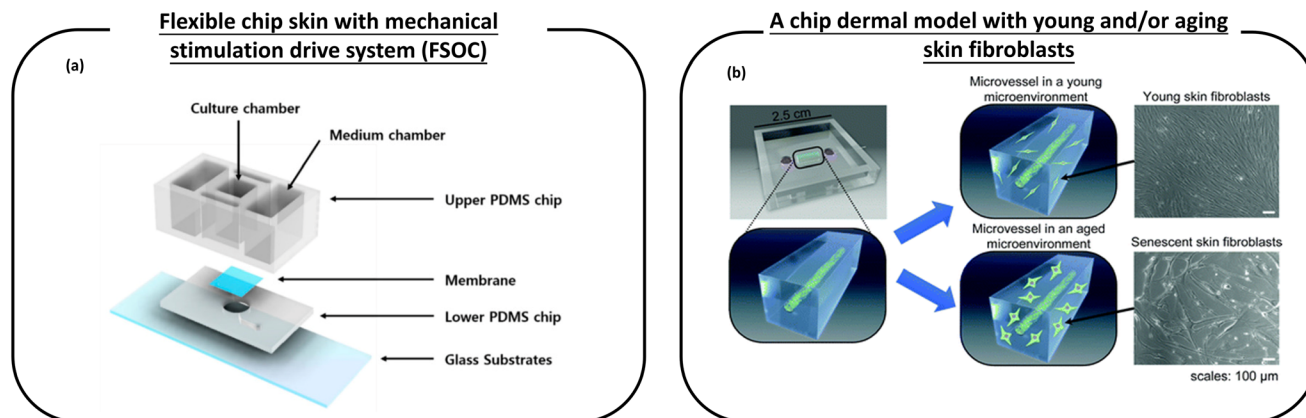 Flexible chip skin with mechanical
stimulation drive system (FSOC)
(a)
Culture chamber
Medium chamber
Upper PDMS chip
Membrane
Lower PDMS chip
Glass Substrates
A chip dermal model with young and/or aging
skin fibroblasts
(b)
2.5 cm
Microvessel in a young
microenvironment
Young skin fibroblasts
Microvessel in an aged
microenvironment
Senescent skin fibroblasts
scales: 100 µm